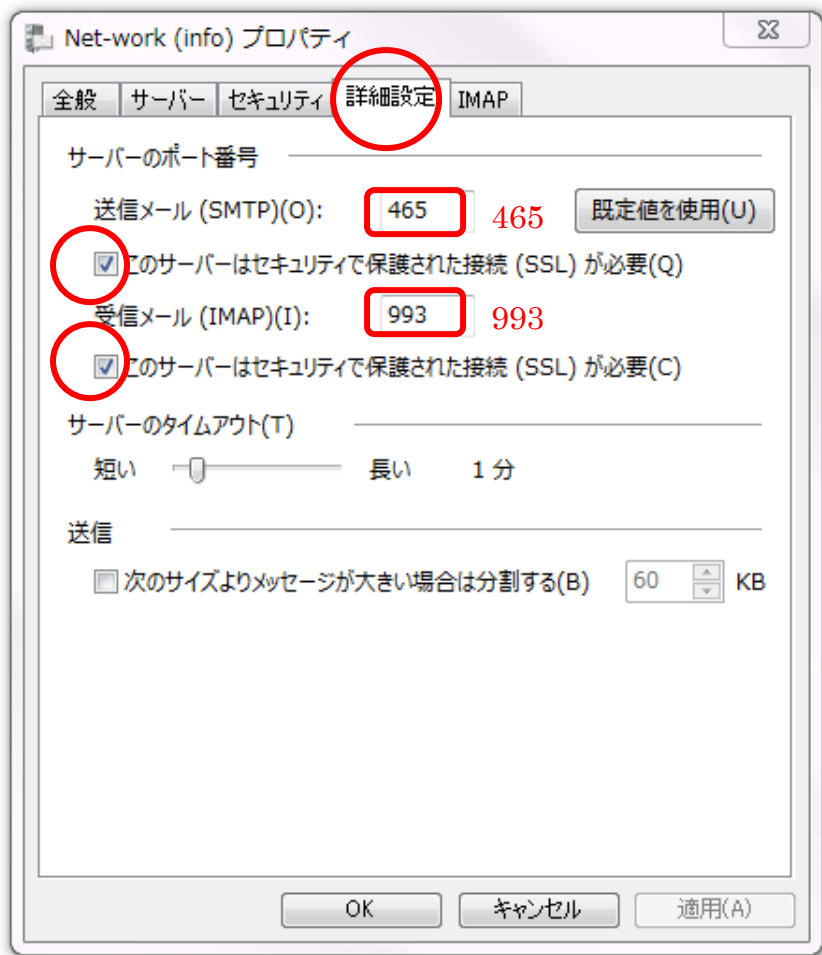 Net-work (info) プロパティ
全般 サーバー セキュリティ 詳細設定 IMAP
サーバーのポート番号
送信メール (SMTP)(O): 465 465 既定値を使用(U)
このサーバーはセキュリティで保護された接続 (SSL) が必要(Q)
受信メール (IMAP)(I): 993 993
このサーバーはセキュリティで保護された接続 (SSL) が必要(C)
サーバーのタイムアウト(T)
短い 長い 1 分
送信
次のサイズよりメッセージが大きい場合は分割する(B) 60 KB
OK キャンセル 適用(A)